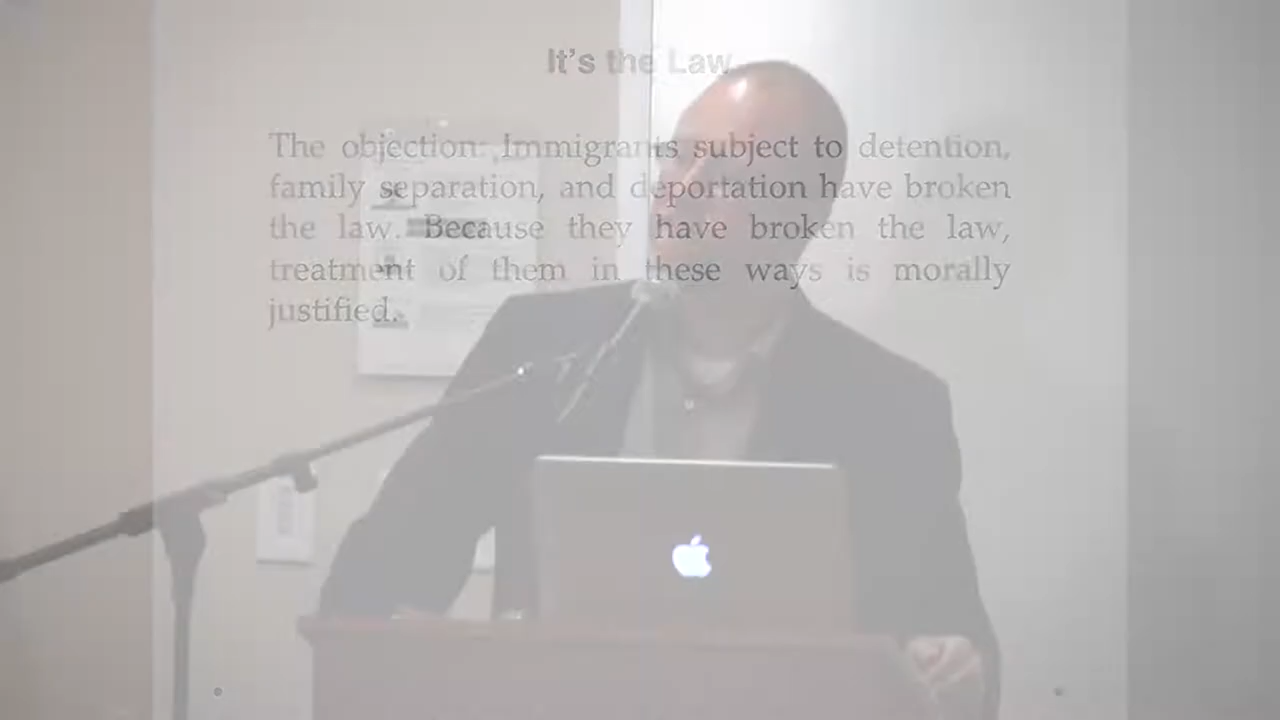 It's the Law
The objection: Immigrants subject to detention,
family separation, and deportation have broken
the law. Because they have broken the law,
treatment of them in these ways is morally
justified.